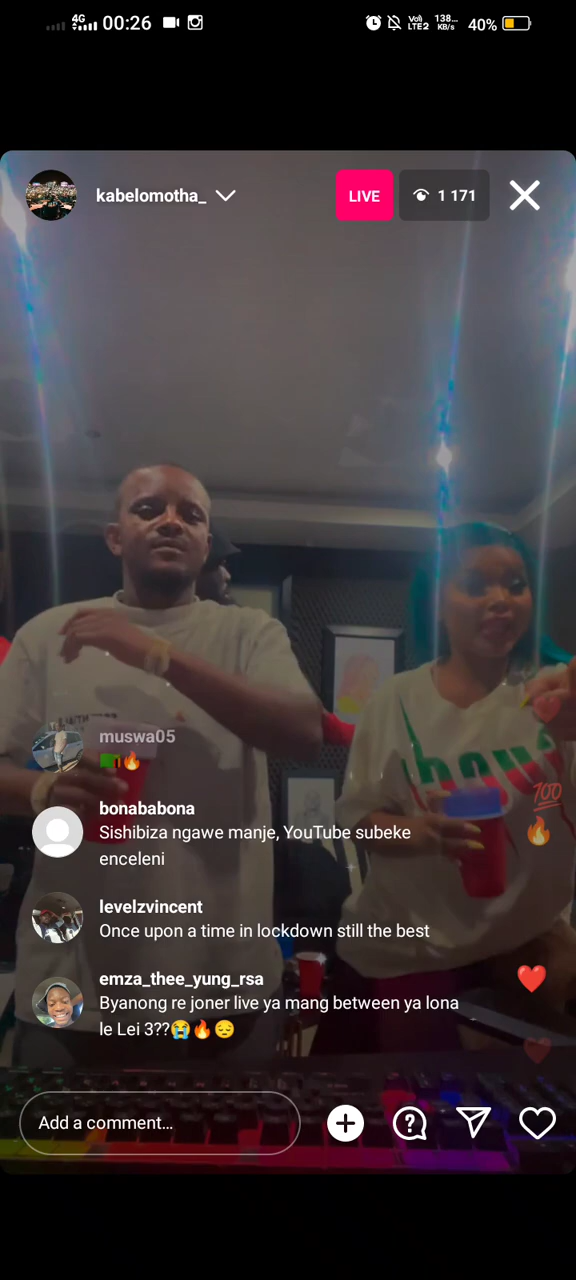 4G 00:26 VoLTE2 138... KB/s 40%
kabelomotha_ LIVE 1 171
muswa05
🇿🇲🔥
bonababona
Sishibiza ngawe manje, YouTube subeke
enceleni
💯
🔥
levelzvincent
Once upon a time in lockdown still the best
emza_thee_yung_rsa
Byanong re joner live ya mang between ya lona
le Lei 3??😭🔥😔
Add a comment…